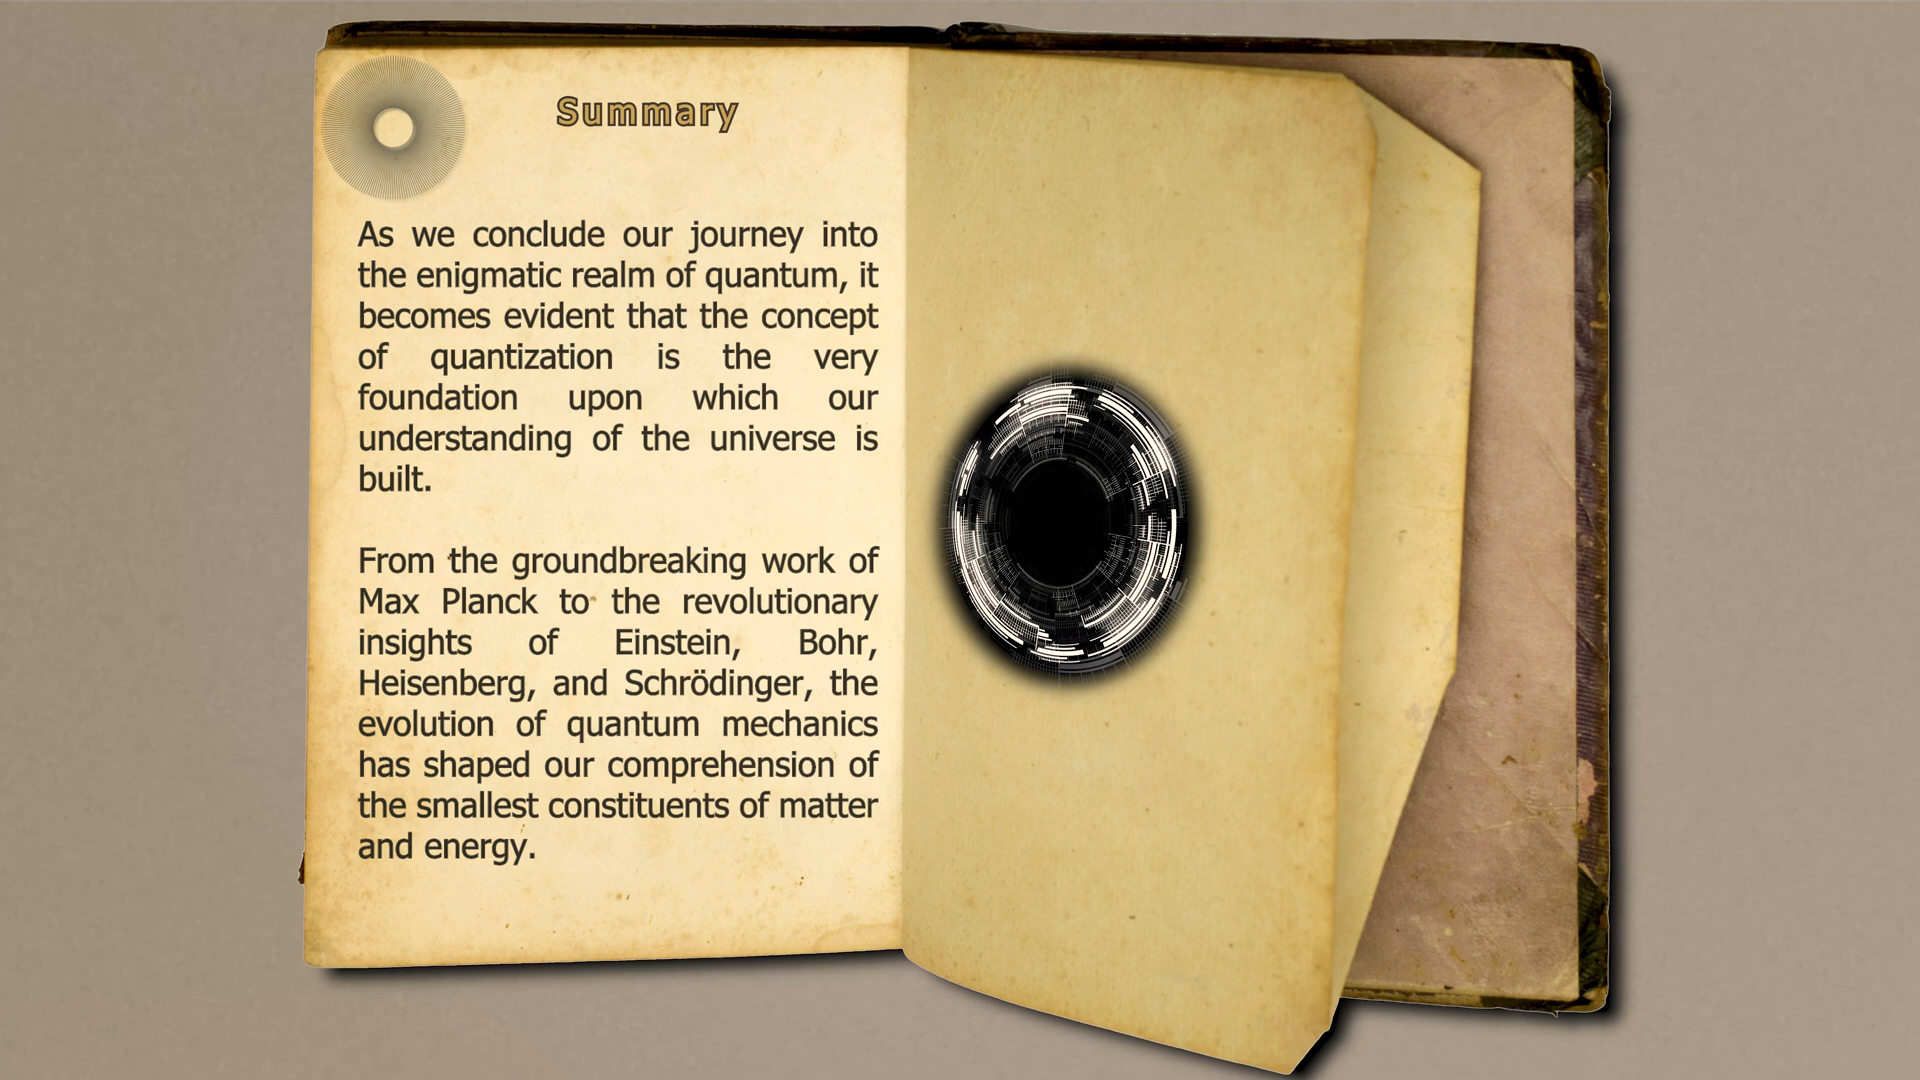 Summary
As we conclude our journey into
the enigmatic realm of quantum, it
becomes evident that the concept
of quantization is the very
foundation upon which our
understanding of the universe is
built.
From the groundbreaking work of
Max Planck to the revolutionary
insights of Einstein, Bohr,
Heisenberg, and Schrödinger, the
evolution of quantum mechanics
has shaped our comprehension of
the smallest constituents of matter
and energy.